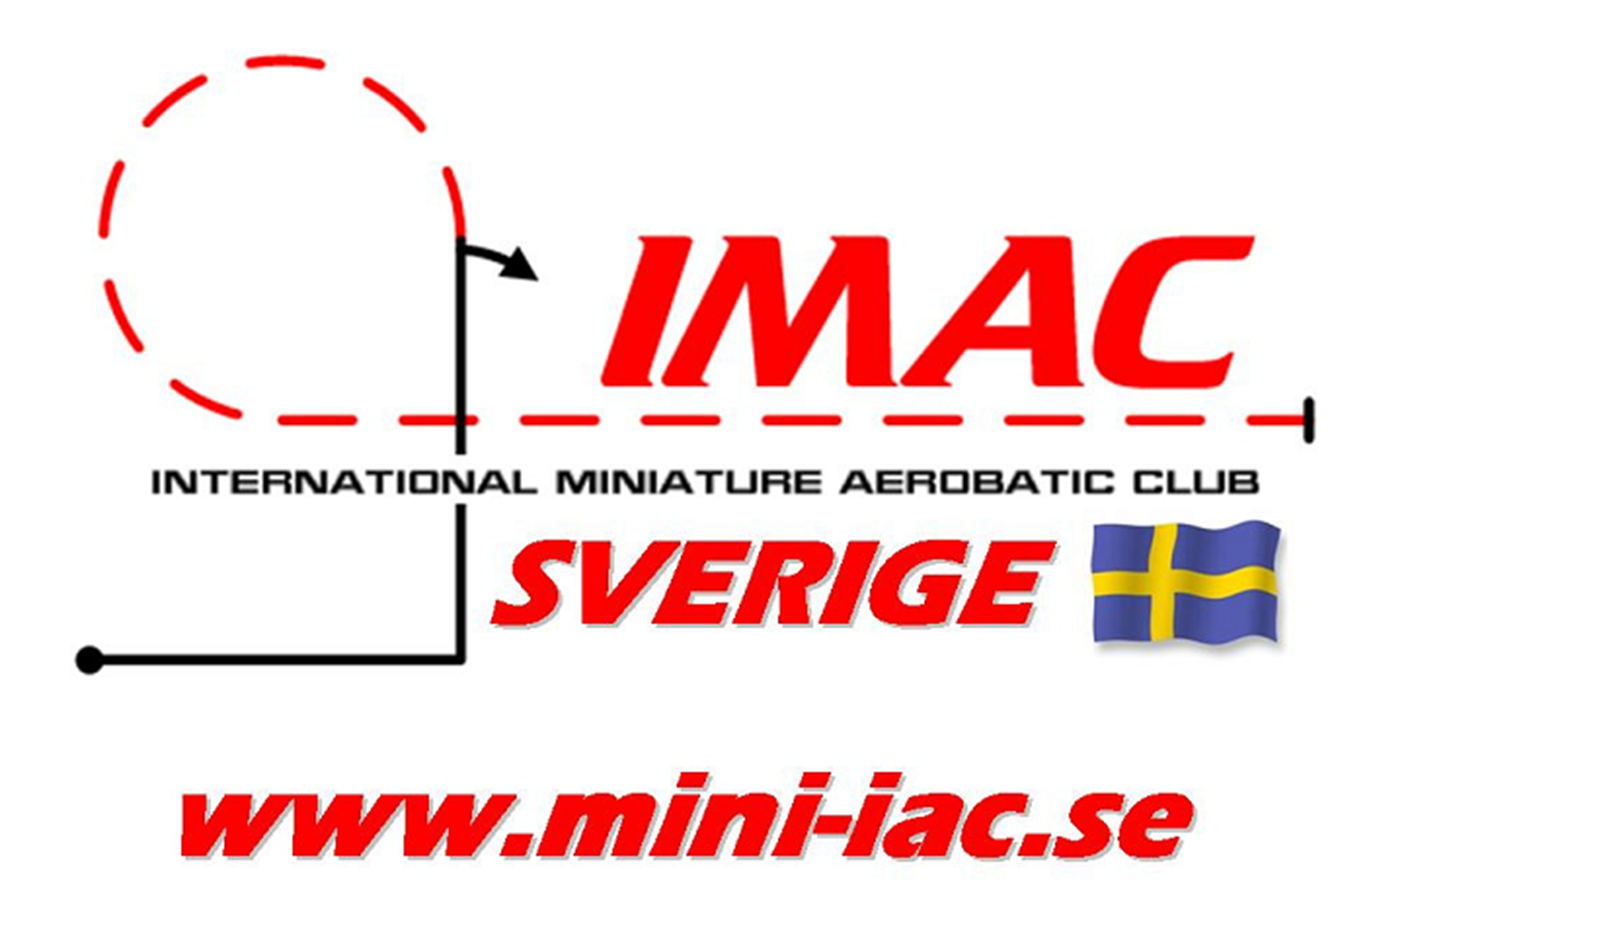 IMAC
INTERNATIONAL MINIATURE AEROBATIC CLUB
SVERIGE
www.mini-iac.se